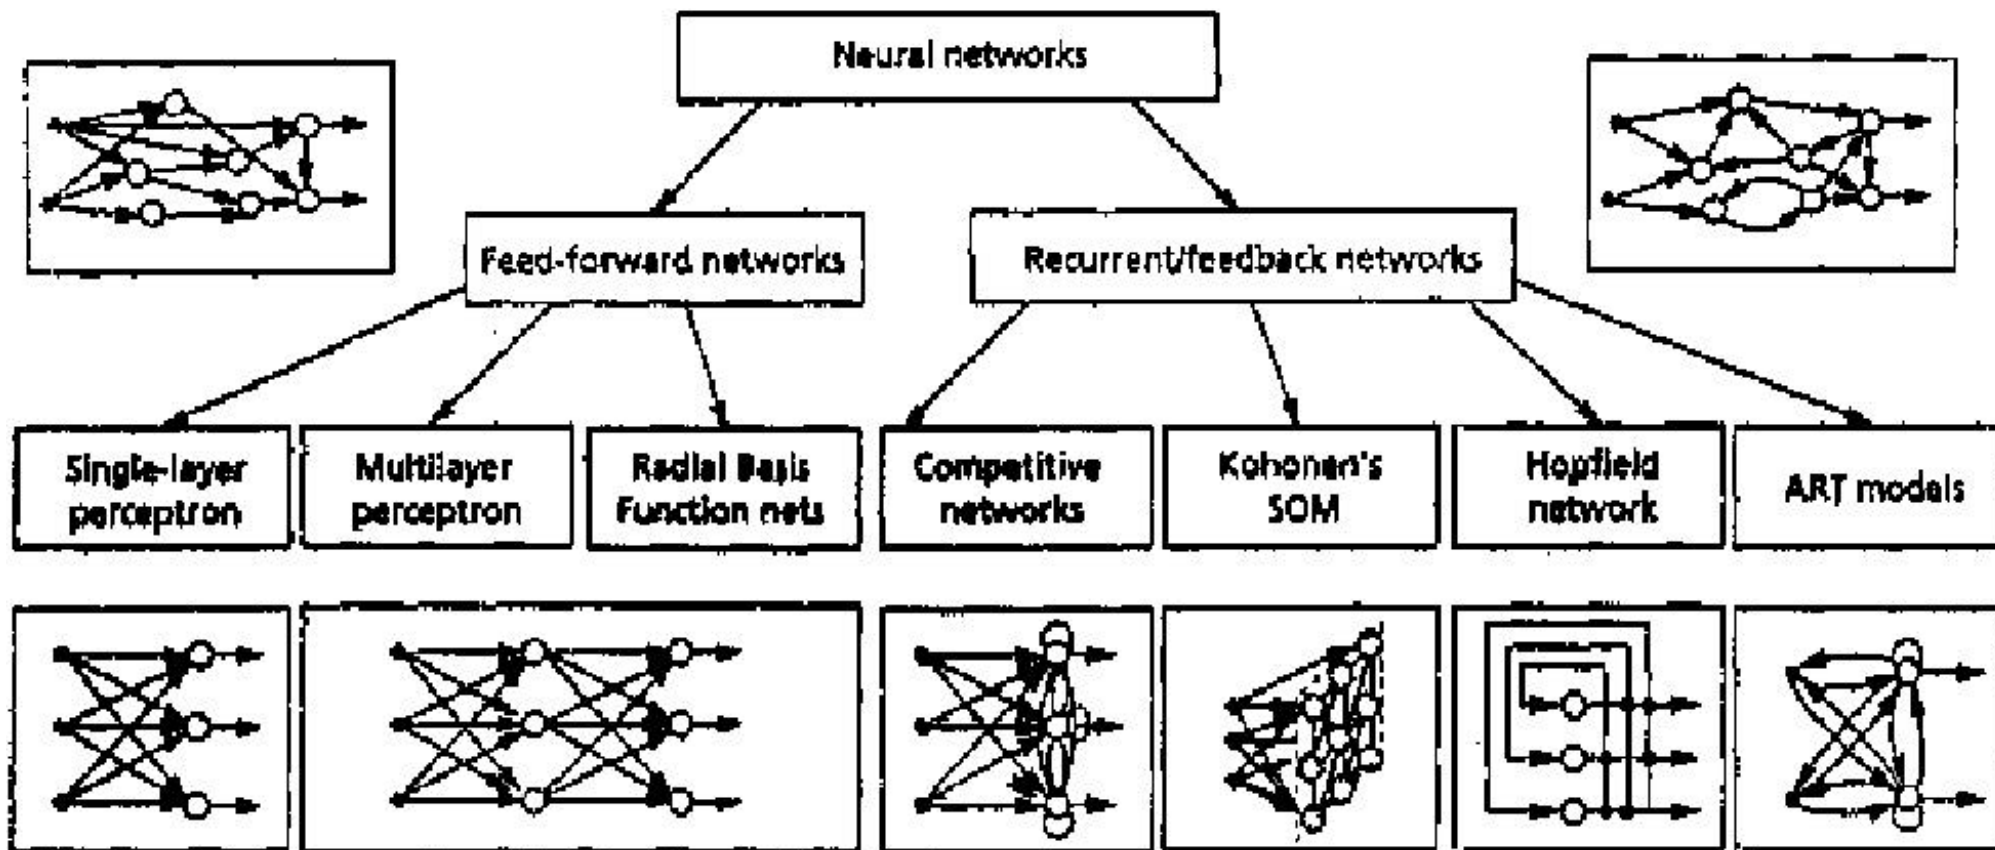 Neural networks
Feed-forward networks
Recurrent/feedback networks
Single-layer
perceptron
Multilayer
perceptron
Radial Basis
Function nets
Competitive
networks
Kohonen's
SOM
Hopfield
network
ART models